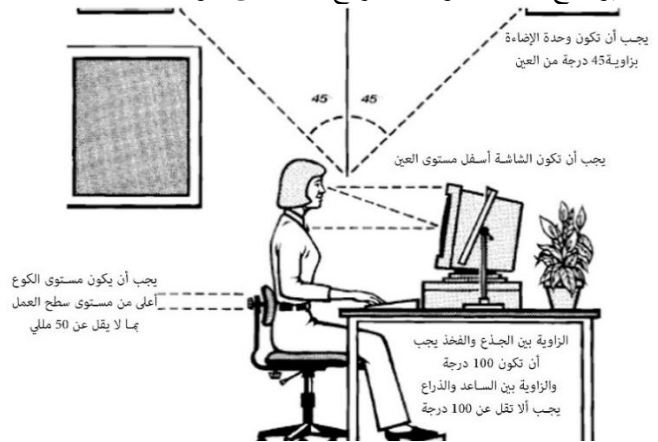 يجب أن تكون وحدة الإضاءة
بزاوية45 درجة من العين
45 45
يجب أن تكون الشاشة أسفل مستوى العين
يجب أن يكون مستوى الكوع
أعلى من مستوى سطح العمل
بما لا يقل عن 50 مللي
الزاوية بين الجذع والفخذ يجب
أن تكون 100 درجة
والزاوية بين الساعد والذراع
يجب ألا تقل عن 100 درجة